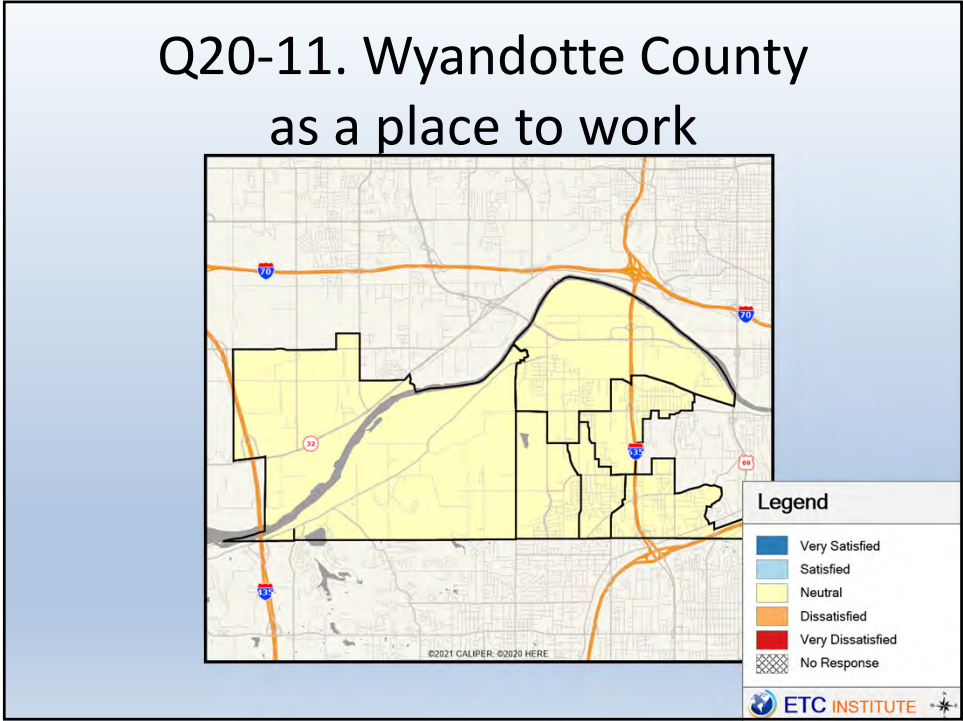 Q20-11. Wyandotte County
as a place to work
70
70
32
635
69
435
©2021 CALIPER; ©2020 HERE
Legend
Very Satisfied
Satisfied
Neutral
Dissatisfied
Very Dissatisfied
No Response
ETC INSTITUTE